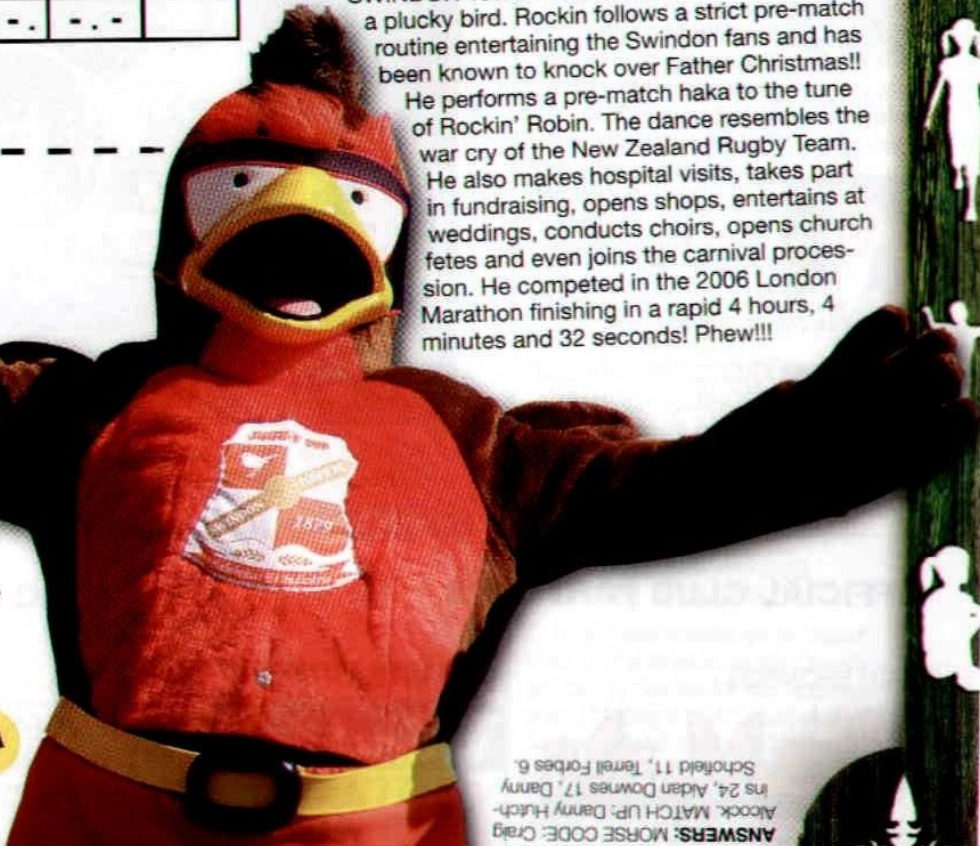 a plucky bird. Rockin follows a strict pre-match
routine entertaining the Swindon fans and has
been known to knock over Father Christmas!!
He performs a pre-match haka to the tune
of Rockin' Robin. The dance resembles the
war cry of the New Zealand Rugby Team.
He also makes hospital visits, takes part
in fundraising, opens shops, entertains at
weddings, conducts choirs, opens church
fetes and even joins the carnival proces-
sion. He competed in the 2006 London
Marathon finishing in a rapid 4 hours, 4
minutes and 32 seconds! Phew!!!
1879
ANSWERS: MORSE CODE: Craig
Alcock. MATCH UP: Danny Hutch-
ins 24, Aidan Downes 17, Danny
Schofield 11, Terrell Forbes 6.